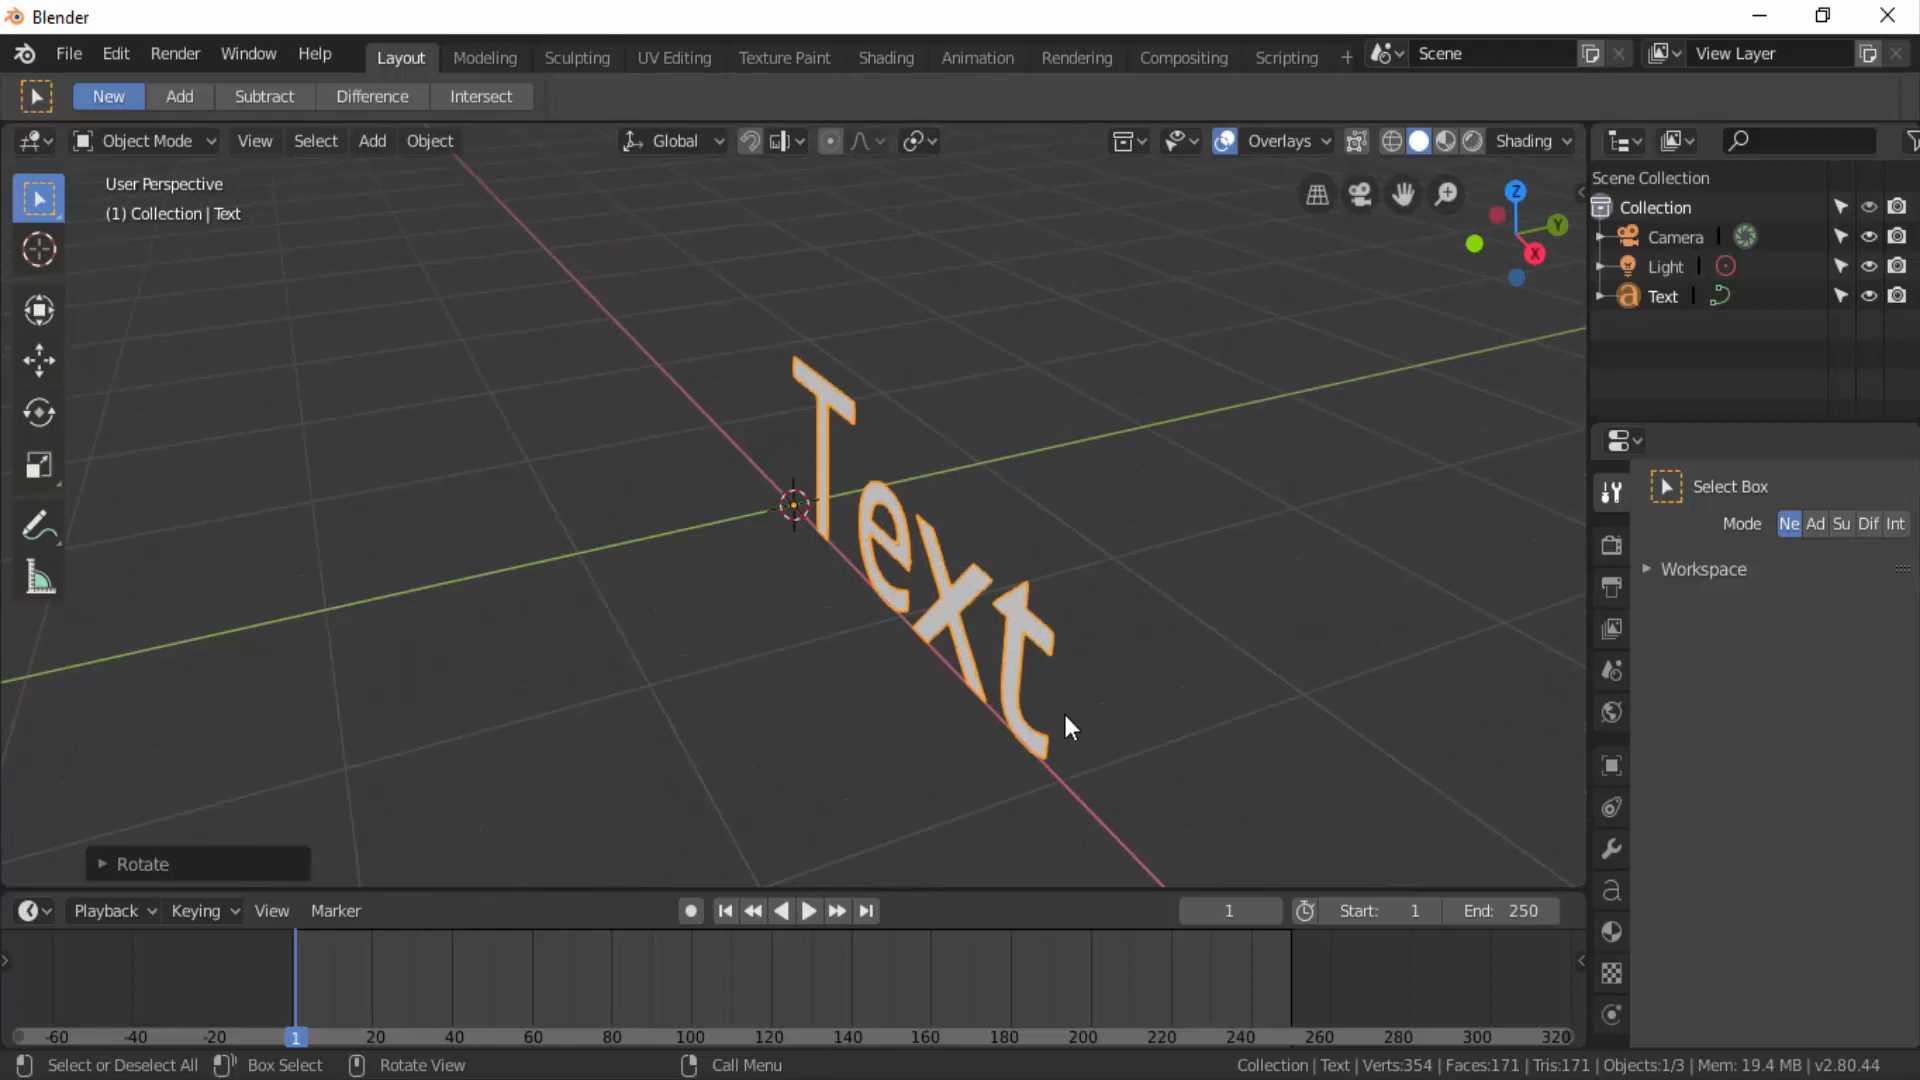 Blender
File Edit Render Window Help Layout Modeling Sculpting UV Editing Texture Paint Shading Animation Rendering Compositing Scripting + Scene View Layer
New Add Subtract Difference Intersect
Object Mode View Select Add Object Global Overlays Shading
User Perspective
(1) Collection | Text
Z
Y
X
Scene Collection
Collection
Camera
Light
Text
Select Box
Mode Ne Ad Su Dif Int
Workspace
Text
Rotate
Playback Keying View Marker 1 Start: 1 End: 250
-60 -40 -20 1 20 40 60 80 100 120 140 160 180 200 220 240 260 280 300 320
Select or Deselect All Box Select Rotate View Call Menu Collection | Text | Verts:354 | Faces:171 | Tris:171 | Objects:1/3 | Mem: 19.4 MB | v2.80.44